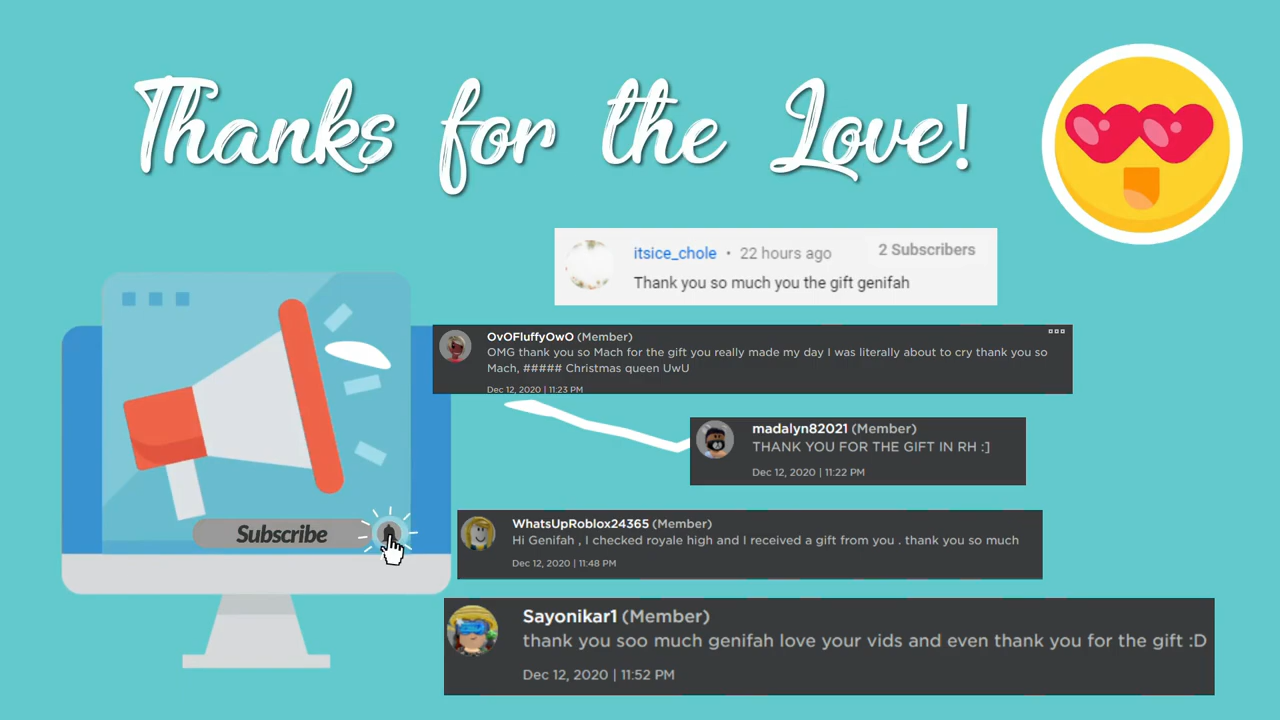 Thanks for the Love!
itsice_chole • 22 hours ago 2 Subscribers
Thank you so much you the gift genifah
OvOFluffyOwO (Member)
OMG thank you so Mach for the gift you really made my day I was literally about to cry thank you so
Mach, ##### Christmas queen UwU
Dec 12, 2020 | 11:23 PM
madalyn82021 (Member)
THANK YOU FOR THE GIFT IN RH :]
Dec 12, 2020 | 11:22 PM
Subscribe
WhatsUpRoblox24365 (Member)
Hi Genifah , I checked royale high and I received a gift from you . thank you so much
Dec 12, 2020 | 11:48 PM
Sayonikar1 (Member)
thank you soo much genifah love your vids and even thank you for the gift :D
Dec 12, 2020 | 11:52 PM